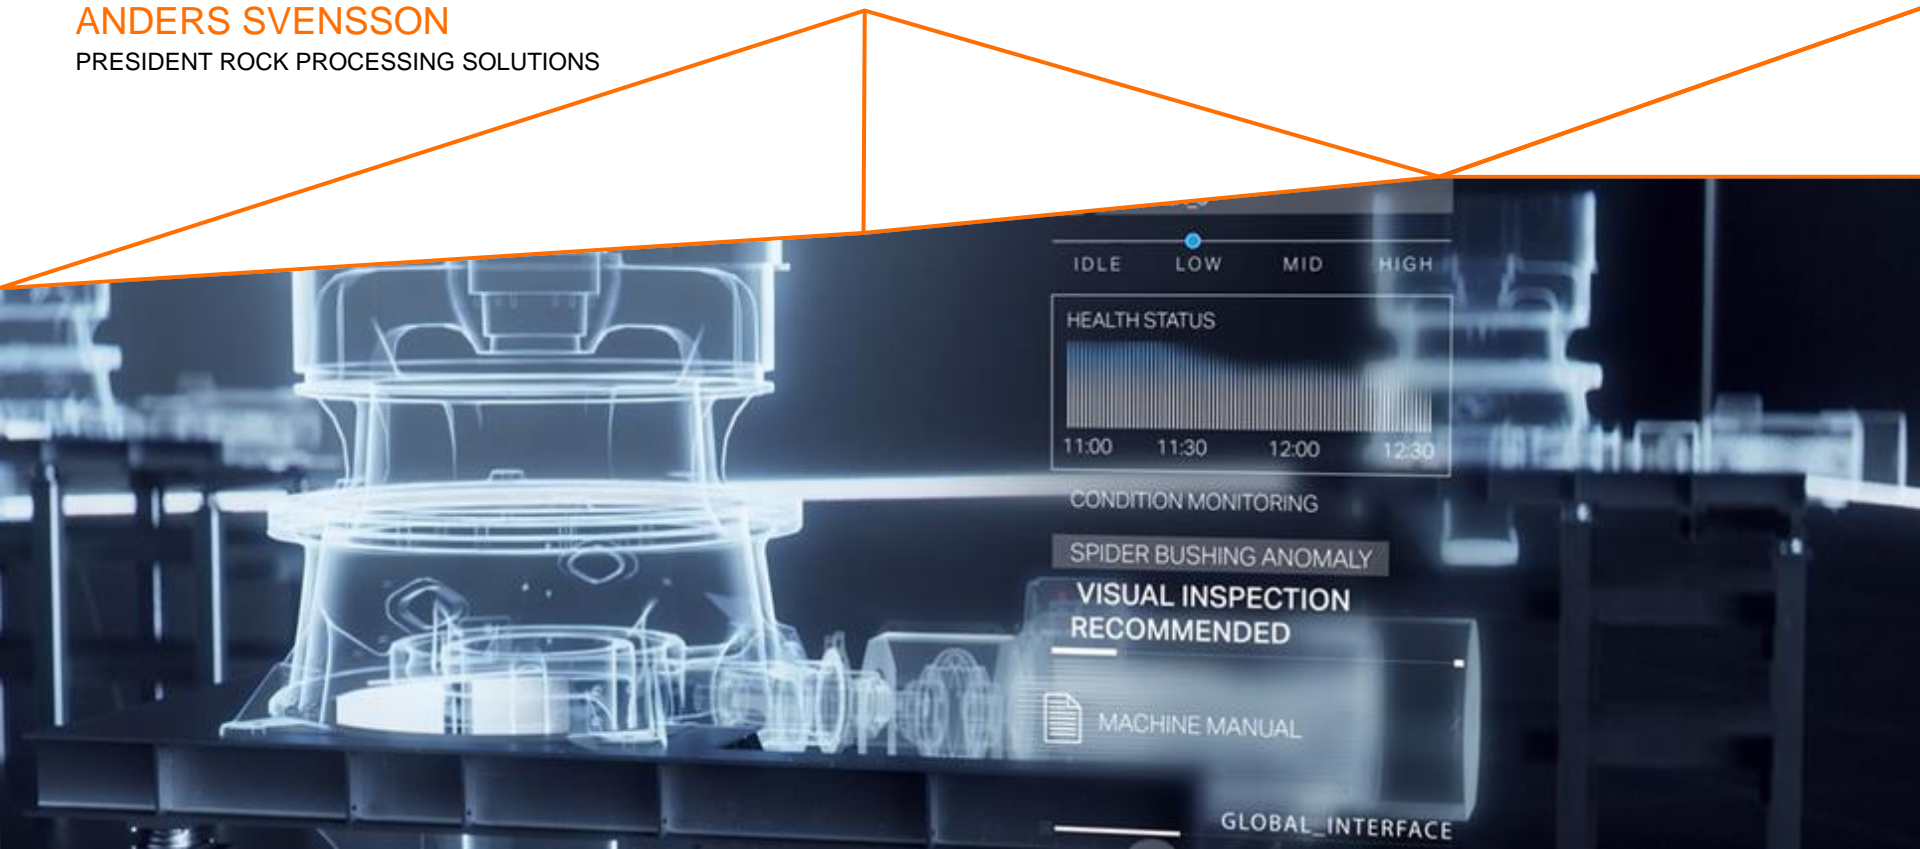 ANDERS SVENSSON
PRESIDENT ROCK PROCESSING SOLUTIONS
IDLE LOW MID HIGH
HEALTH STATUS
11:00 11:30 12:00 12:30
CONDITION MONITORING
SPIDER BUSHING ANOMALY
VISUAL INSPECTION
RECOMMENDED
MACHINE MANUAL
GLOBAL_INTERFACE